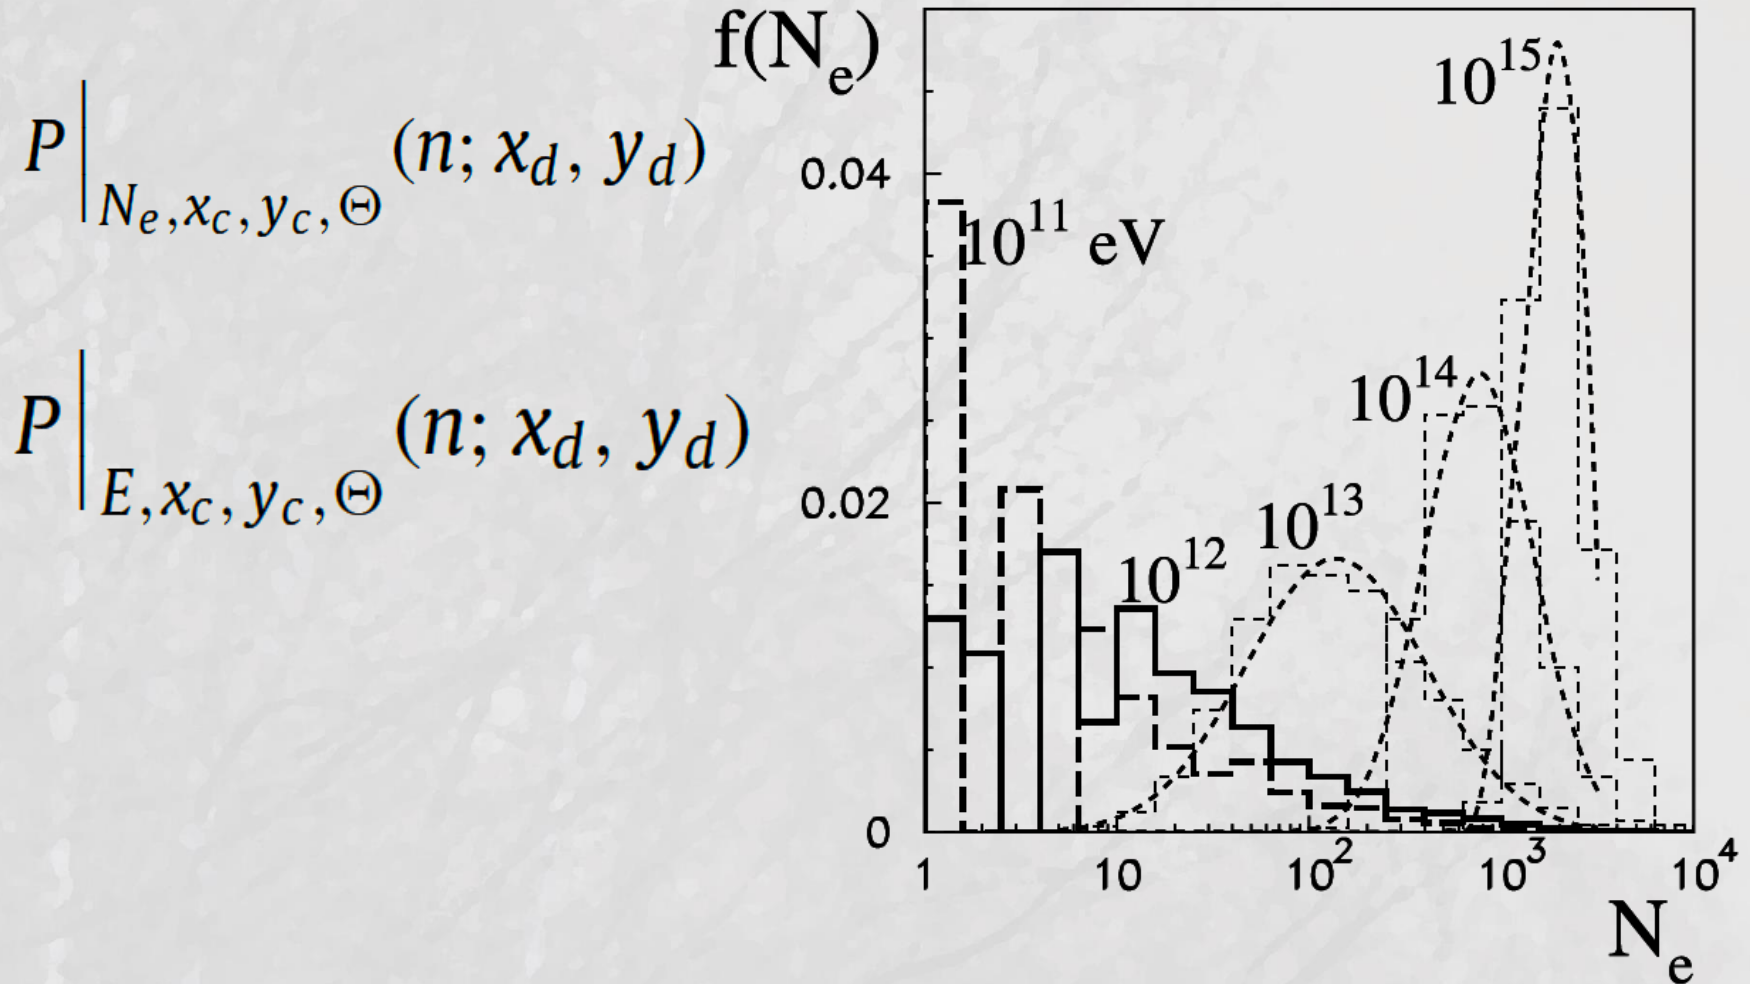 P|_{N_e,x_c,y_c,Θ}(n; x_d, y_d)
P|_{E,x_c,y_c,Θ}(n; x_d, y_d)
f(N_e)
10^15
0.04
10^11 eV
10^14
0.02
10^13
10^12
0
1 10 10^2 10^3 10^4
N_e